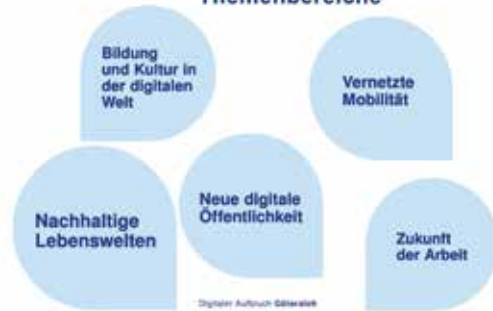 Themenbereiche
Bildung
und Kultur in
der digitalen
Welt
Vernetzte
Mobilität
Nachhaltige
Lebenswelten
Neue digitale
Öffentlichkeit
Zukunft
der Arbeit
Digitaler Aufbruch Gütersloh